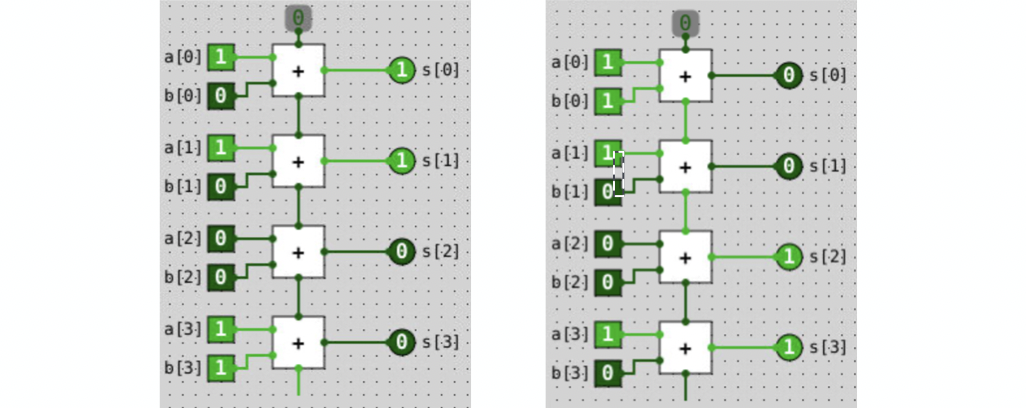 0
a[0] 1
+
1 s[0]
b[0] 0
a[1] 1
+
1 s[1]
b[1] 0
a[2] 0
+
0 s[2]
b[2] 0
a[3] 1
+
0 s[3]
b[3] 1
0
a[0] 1
+
0 s[0]
b[0] 1
a[1] 1
+
0 s[1]
b[1] 0
a[2] 0
+
1 s[2]
b[2] 0
a[3] 1
+
1 s[3]
b[3] 0